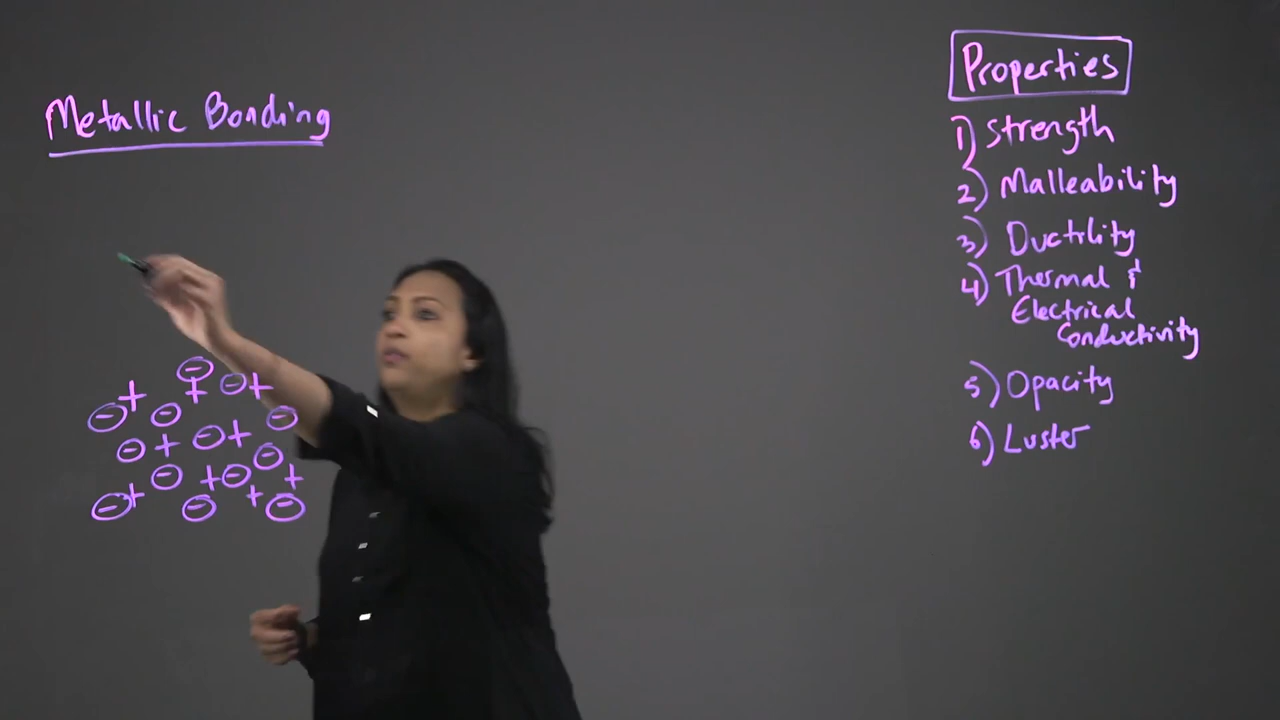 Metallic Bonding
Properties
1) Strength
2) Malleability
3) Ductility
4) Thermal &
Electrical
Conductivity
5) Opacity
6) Luster